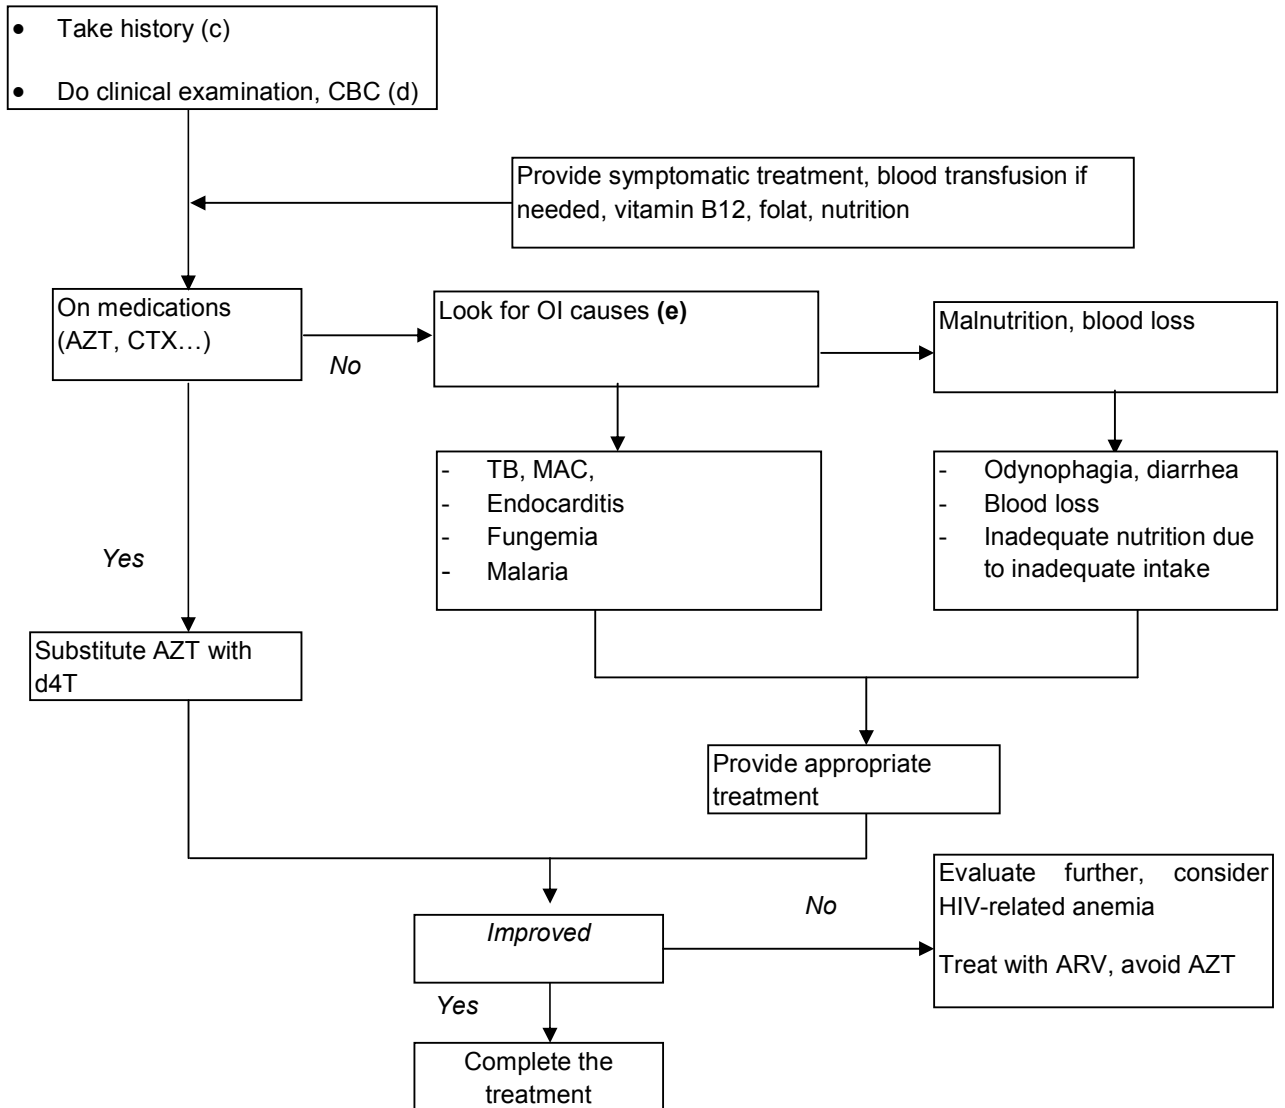 • Take history (c)
• Do clinical examination, CBC (d)
Provide symptomatic treatment, blood transfusion if
needed, vitamin B12, folat, nutrition
On medications
(AZT, CTX…)
No
Look for OI causes (e)
Malnutrition, blood loss
- TB, MAC,
- Endocarditis
- Fungemia
- Malaria
- Odynophagia, diarrhea
- Blood loss
- Inadequate nutrition due
to inadequate intake
Yes
Substitute AZT with
d4T
Provide appropriate
treatment
Improved
No
Evaluate further, consider
HIV-related anemia
Treat with ARV, avoid AZT
Yes
Complete the
treatment